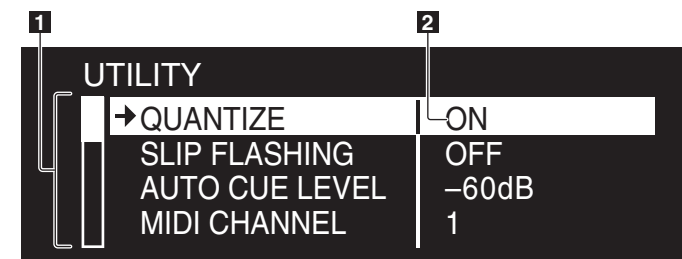 1 2
UTILITY
➔QUANTIZE ON
SLIP FLASHING OFF
AUTO CUE LEVEL –60dB
MIDI CHANNEL 1